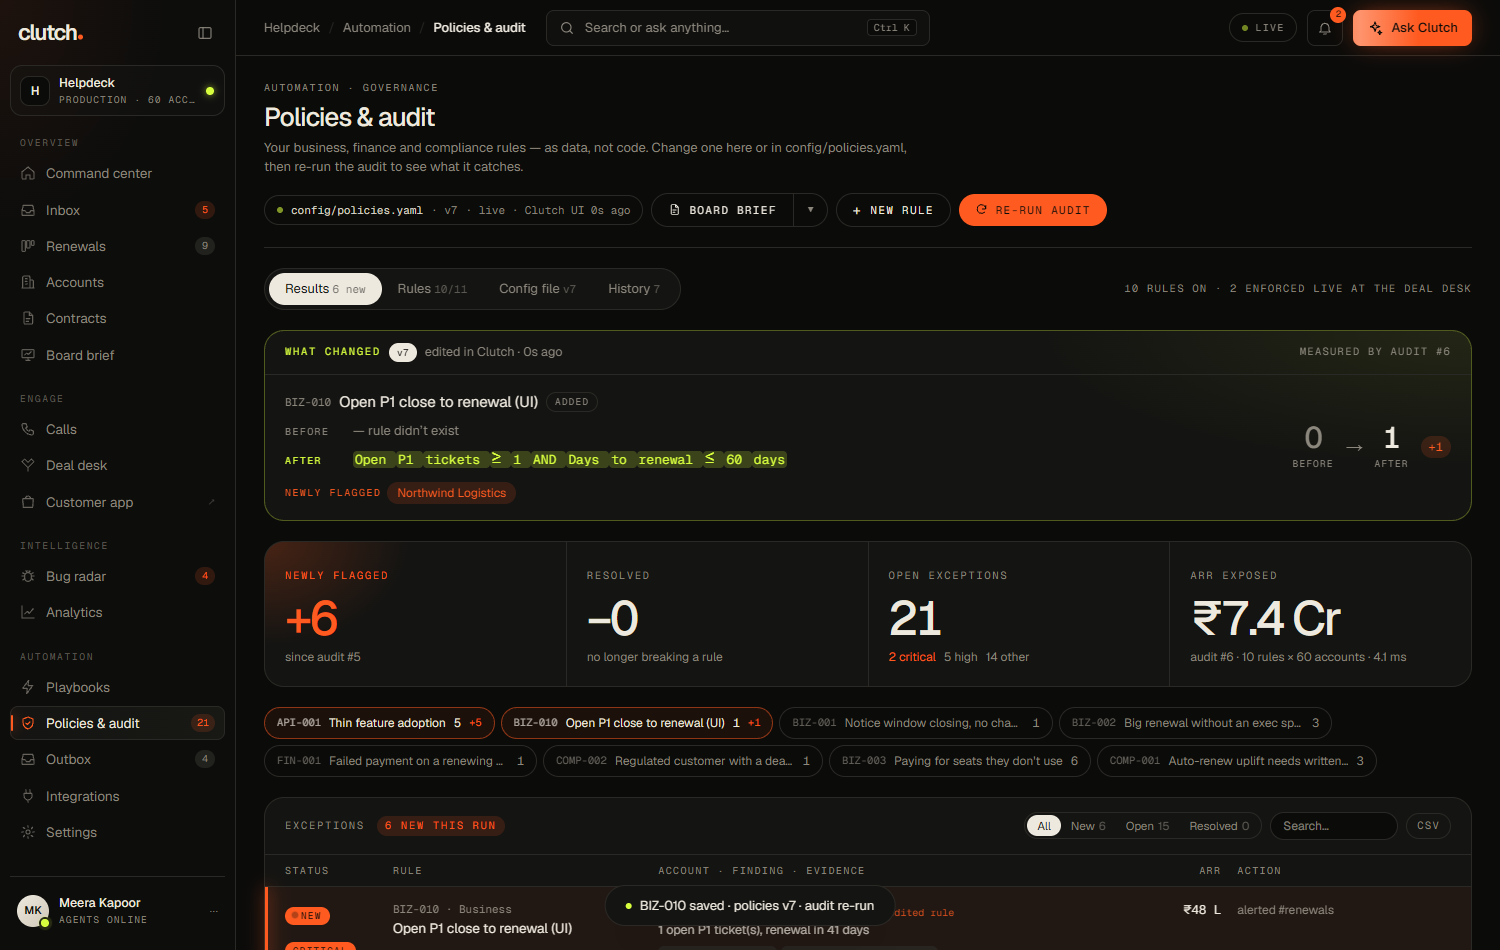 clutch.
Helpdeck / Automation / Policies & audit
Search or ask anything...
Ctrl K
LIVE
2
Ask Clutch
H
Helpdeck
PRODUCTION · 60 ACC…
OVERVIEW
Command center
Inbox 5
Renewals 9
Accounts
Contracts
Board brief
ENGAGE
Calls
Deal desk
Customer app ↗
INTELLIGENCE
Bug radar 4
Analytics
AUTOMATION
Playbooks
Policies & audit 21
Outbox 4
Integrations
Settings
MK
Meera Kapoor
AGENTS ONLINE
...
AUTOMATION · GOVERNANCE
Policies & audit
Your business, finance and compliance rules — as data, not code. Change one here or in config/policies.yaml,
then re-run the audit to see what it catches.
config/policies.yaml · v7 · live · Clutch UI 0s ago
BOARD BRIEF ▼
+ NEW RULE
RE-RUN AUDIT
Results 6 new
Rules 10/11
Config file v7
History 7
10 RULES ON · 2 ENFORCED LIVE AT THE DEAL DESK
WHAT CHANGED v7 edited in Clutch · 0s ago
MEASURED BY AUDIT #6
BIZ-010 Open P1 close to renewal (UI) ADDED
BEFORE — rule didn't exist
AFTER Open P1 tickets ≥ 1 AND Days to renewal ≤ 60 days
NEWLY FLAGGED Northwind Logistics
0 → 1 +1
BEFORE AFTER
NEWLY FLAGGED
+6
since audit #5
RESOLVED
−0
no longer breaking a rule
OPEN EXCEPTIONS
21
2 critical 5 high 14 other
ARR EXPOSED
₹7.4 Cr
audit #6 · 10 rules × 60 accounts · 4.1 ms
API-001 Thin feature adoption 5 +5
BIZ-010 Open P1 close to renewal (UI) 1 +1
BIZ-001 Notice window closing, no cha… 1
BIZ-002 Big renewal without an exec sp… 3
FIN-001 Failed payment on a renewing … 1
COMP-002 Regulated customer with a dea… 1
BIZ-003 Paying for seats they don't use 6
COMP-001 Auto-renew uplift needs written… 3
EXCEPTIONS 6 NEW THIS RUN
All
New 6
Open 15
Resolved 0
Search…
CSV
STATUS RULE ACCOUNT · FINDING · EVIDENCE ARR ACTION
NEW
CRITICAL
BIZ-010 · Business
Open P1 close to renewal (UI)
dited rule
1 open P1 ticket(s), renewal in 41 days
₹48 L
alerted #renewals
BIZ-010 saved · policies v7 · audit re-run